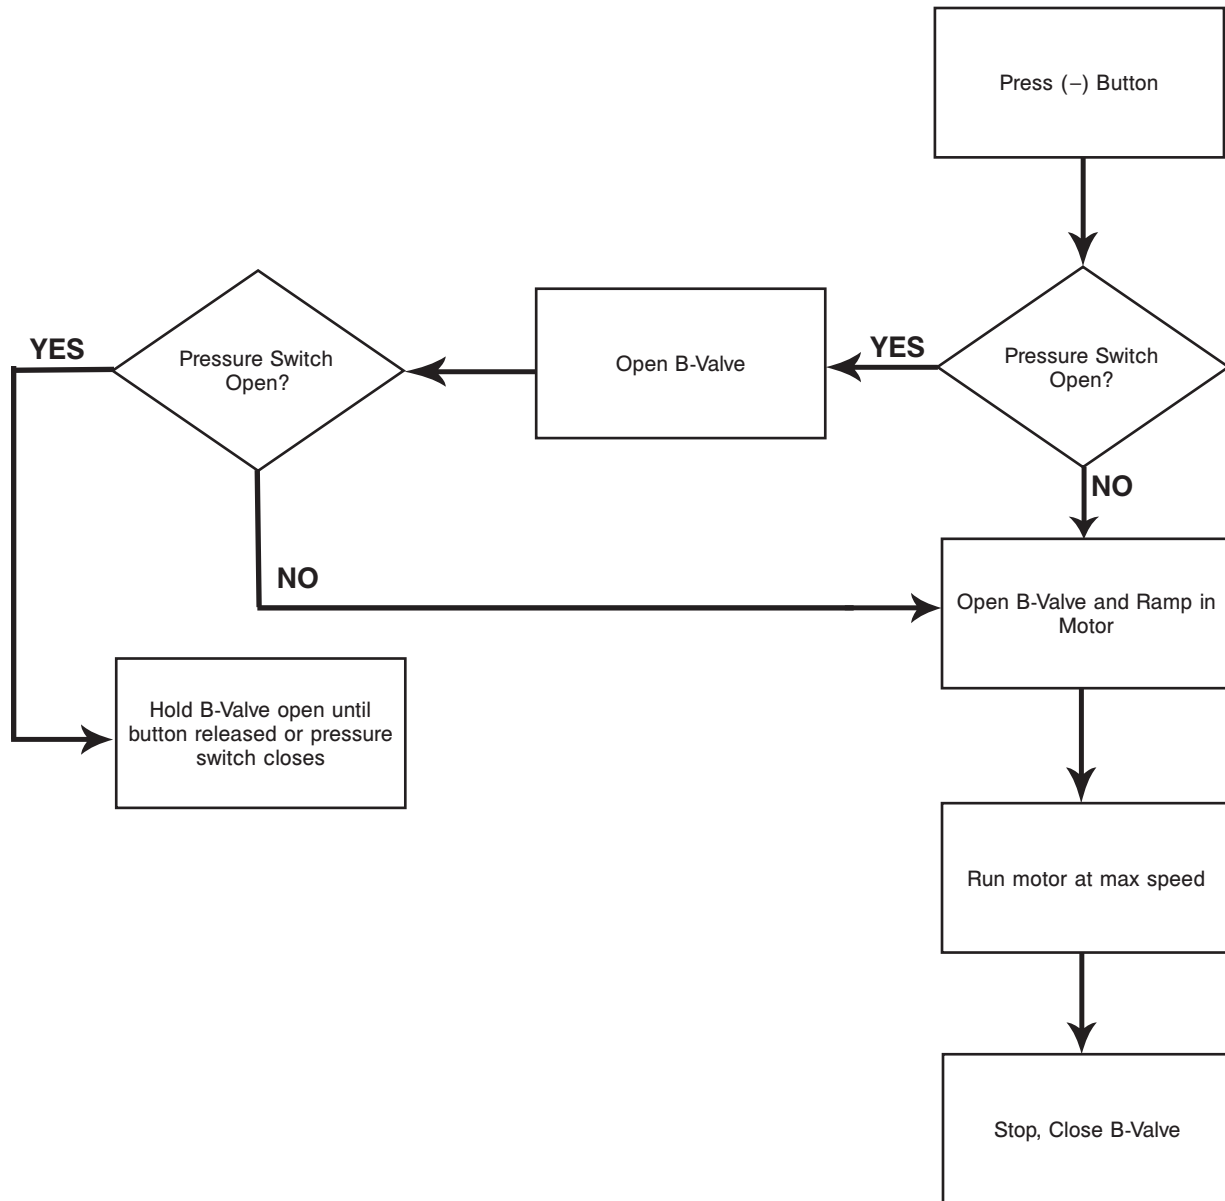 Press (–) Button
Pressure Switch
Open?
YES
Open B-Valve
Pressure Switch
Open?
YES
NO
NO
Open B-Valve and Ramp in
Motor
Hold B-Valve open until
button released or pressure
switch closes
Run motor at max speed
Stop, Close B-Valve